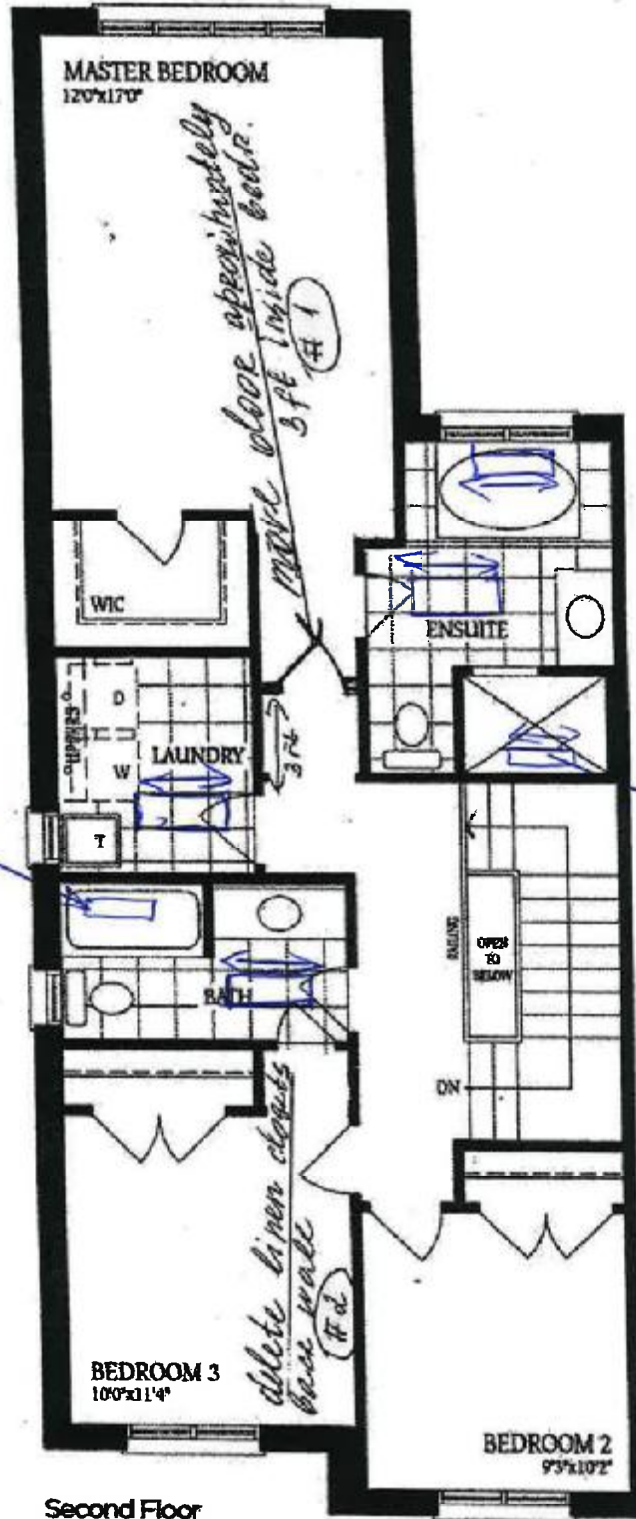 MASTER BEDROOM
12'0"x17'0"
move door aproximately
3 ft inside bedr.
# 1
WIC
ENSUITE
UPPERS
D
W
LAUNDRY
3 ft
T
RAILING
OPEN
TO
BELOW
BATH
DN
delete linen closets
base wall
# 2
BEDROOM 3
10'0"x11'4"
BEDROOM 2
9'3"x10'2"
Second Floor